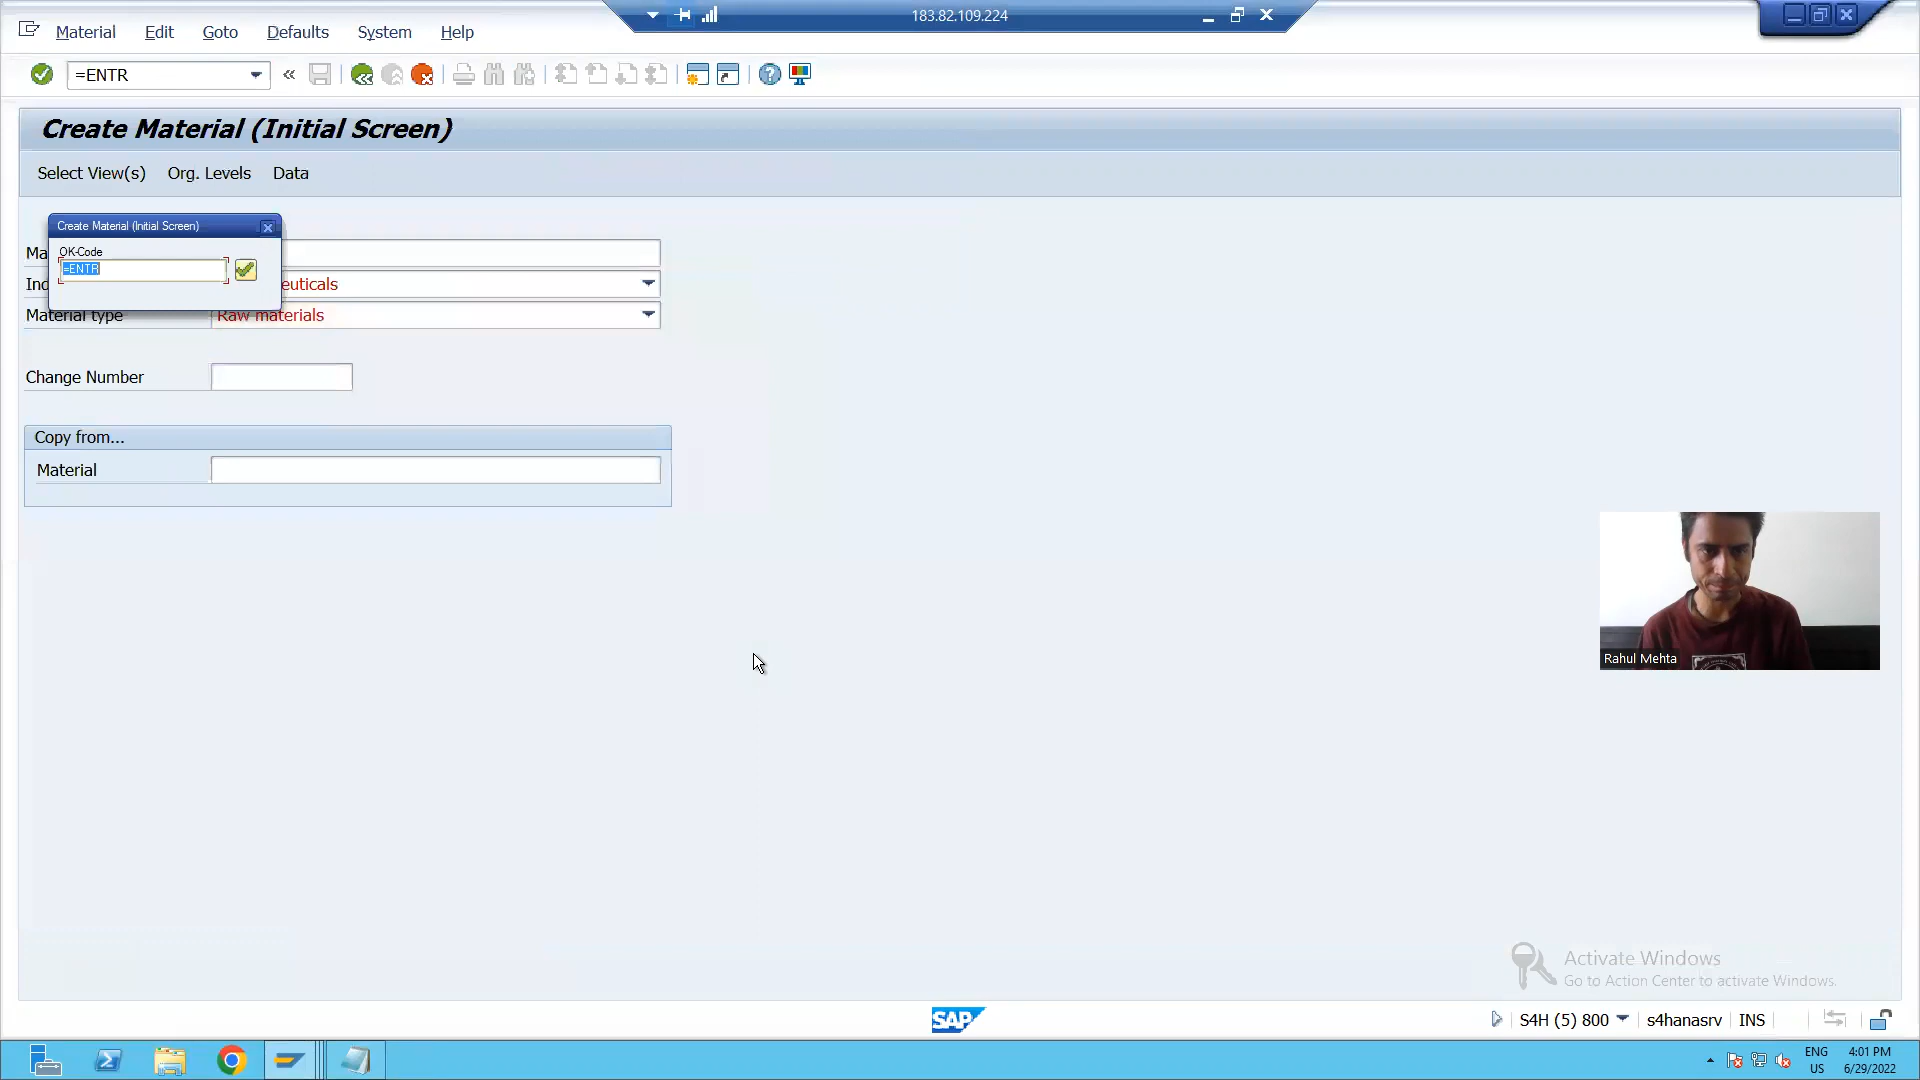 183.82.109.224
Material Edit Goto Defaults System Help
=ENTR
Create Material (Initial Screen)
Select View(s) Org. Levels Data
Create Material (Initial Screen)
OK-Code
=ENTR
Ma
Ind euticals
Material type Raw materials
Change Number
Copy from...
Material
Rahul Mehta
Activate Windows
Go to Action Center to activate Windows.
SAP
S4H (5) 800 s4hanasrv INS
ENG 4:01 PM
US 6/29/2022